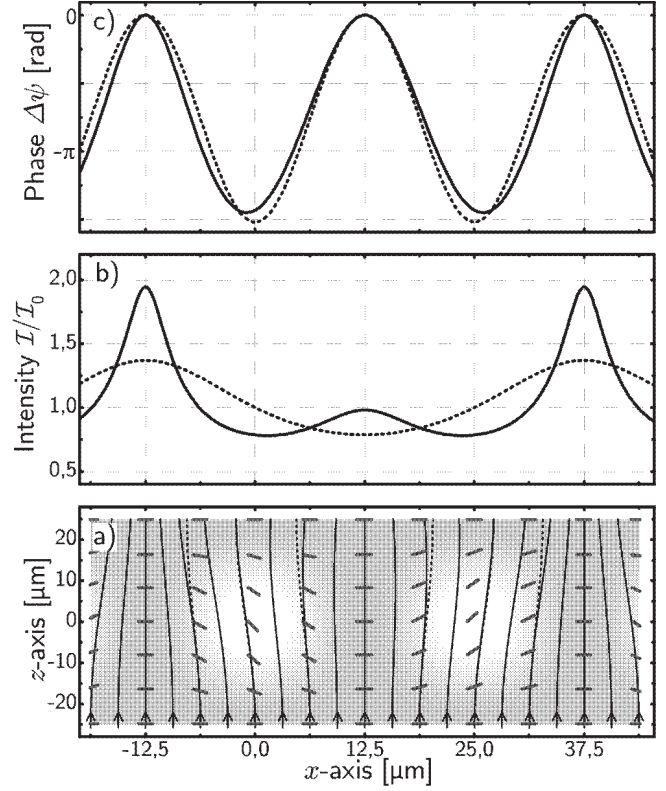 c)
Phase Δψ [rad]
0
-π
b)
Intensity I/I₀
2,0
1,5
1,0
0,5
a)
z-axis [µm]
20
10
0
-10
-20
-12,5 0,0 12,5 25,0 37,5
x-axis [µm]